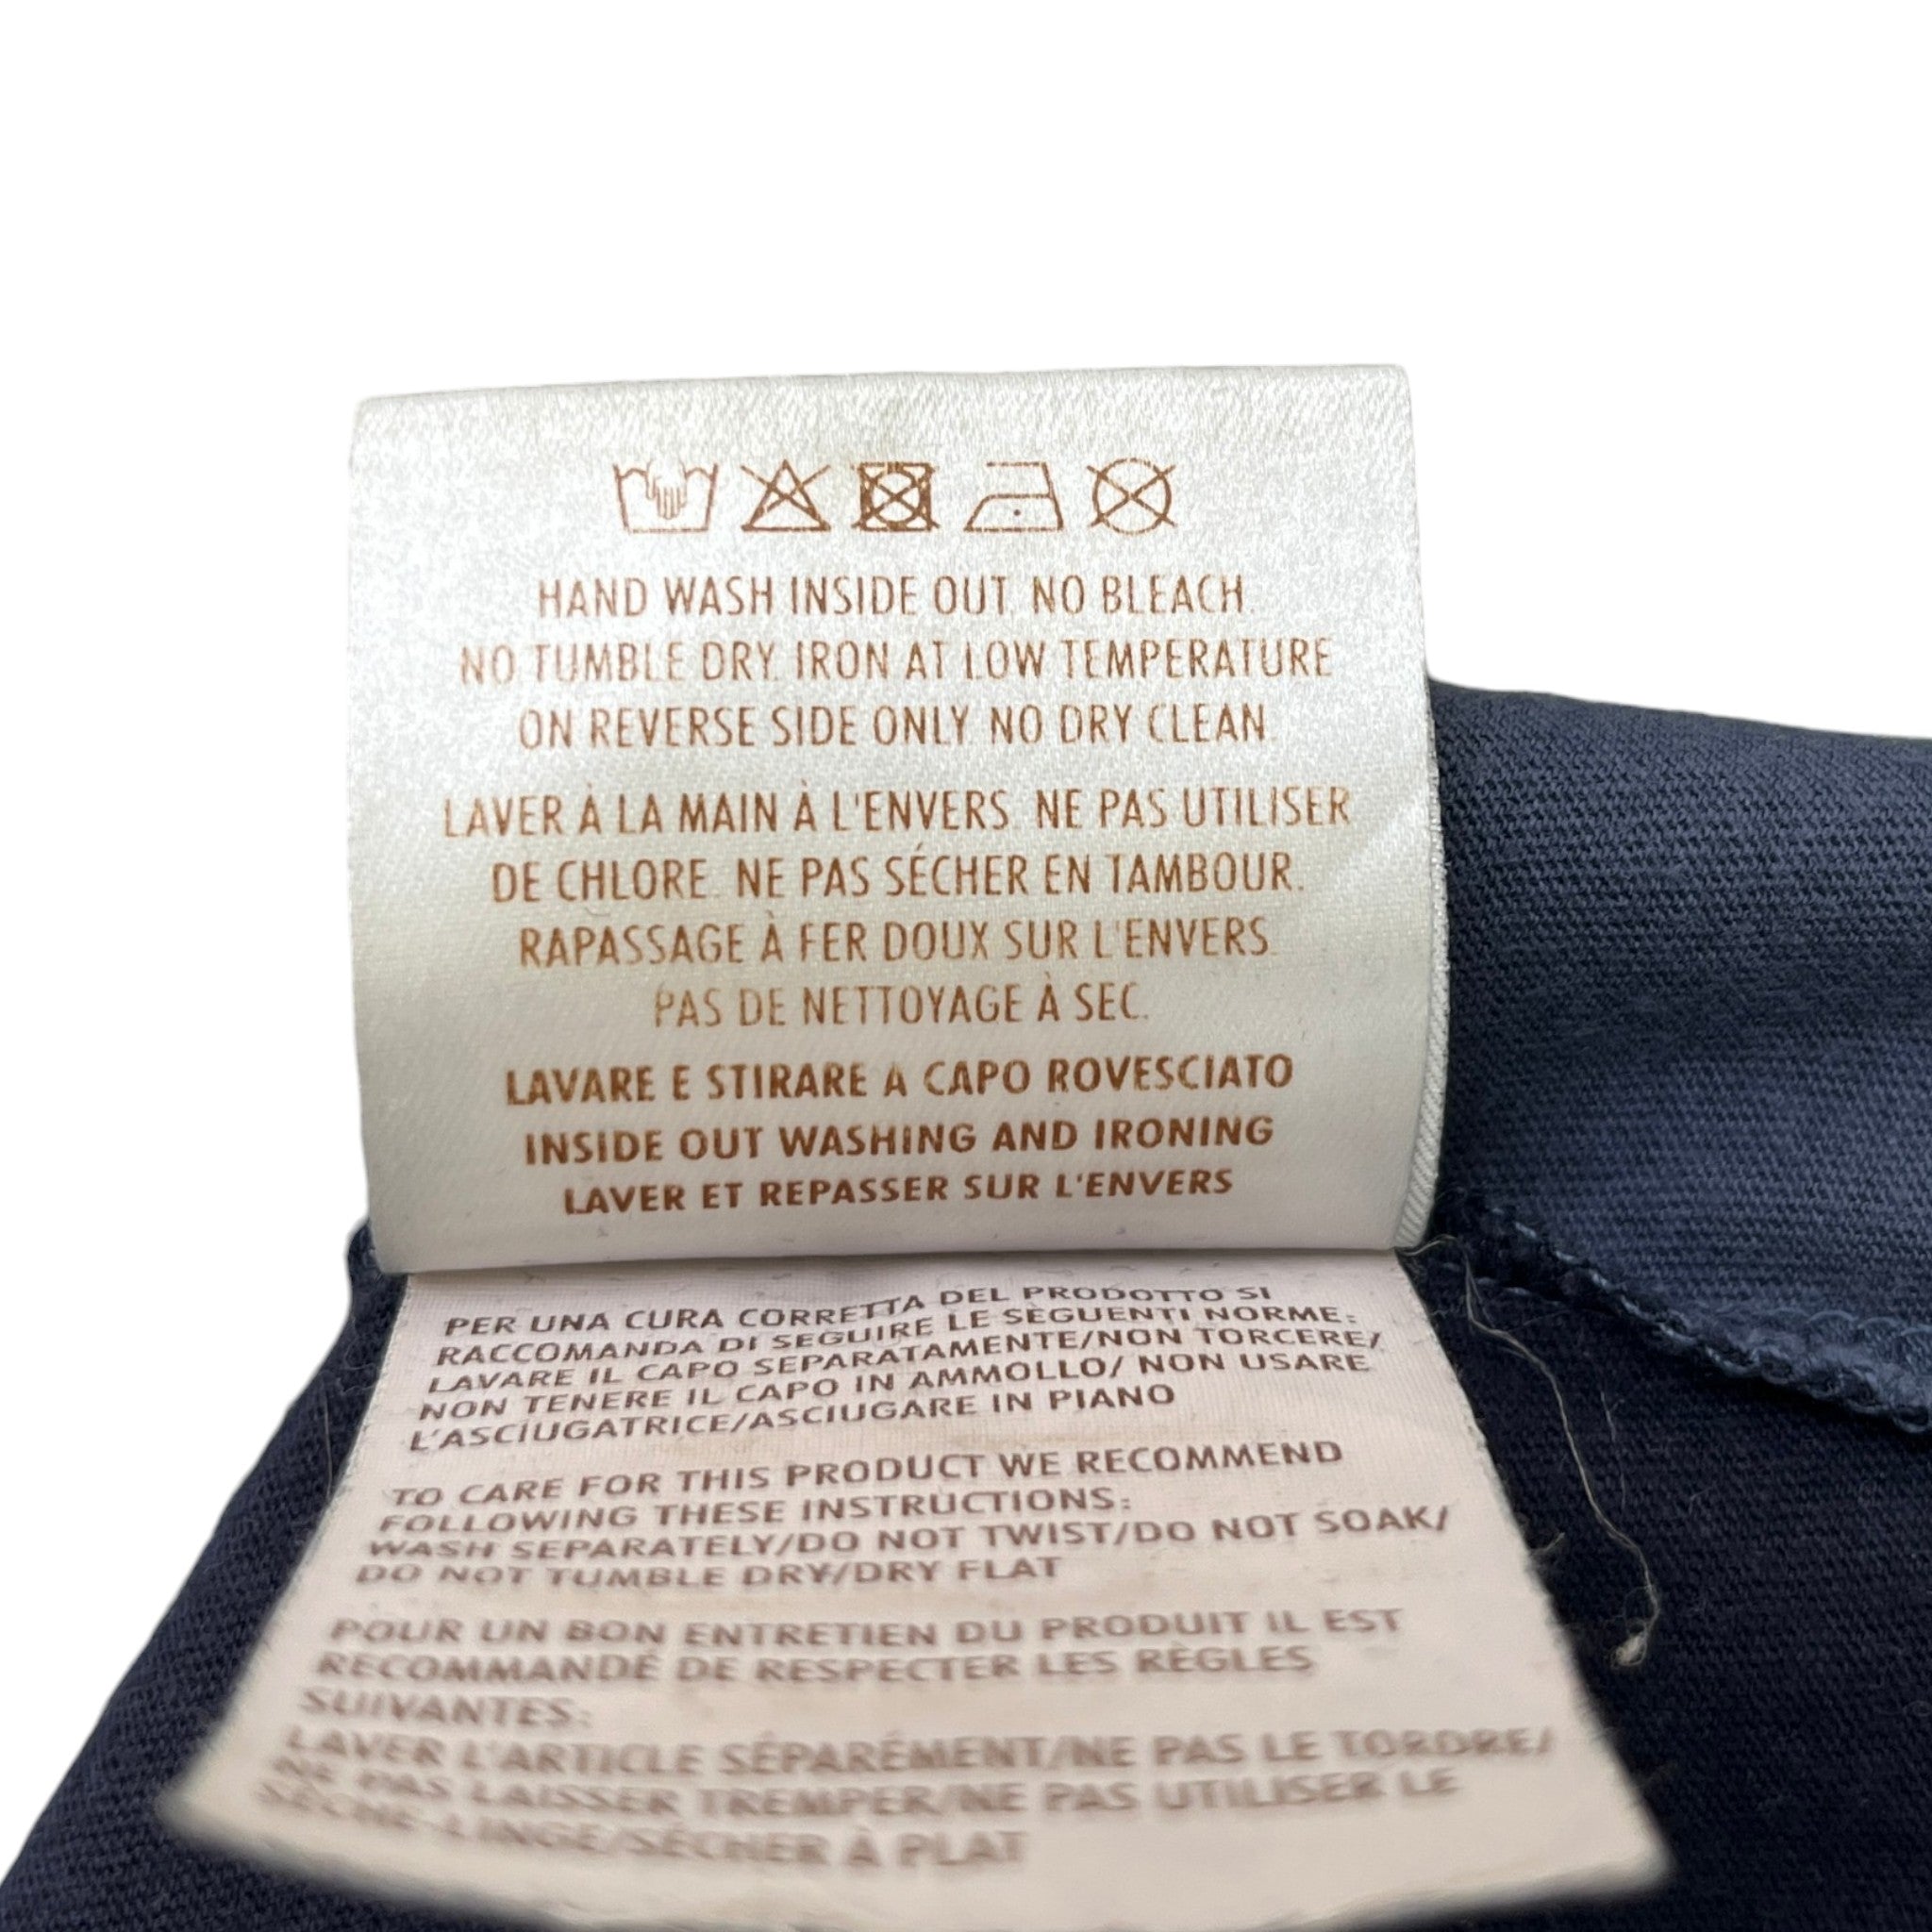 HAND WASH INSIDE OUT. NO BLEACH.
NO TUMBLE DRY. IRON AT LOW TEMPERATURE
ON REVERSE SIDE ONLY. NO DRY CLEAN.
LAVER À LA MAIN À L'ENVERS. NE PAS UTILISER
DE CHLORE. NE PAS SÉCHER EN TAMBOUR.
RAPASSAGE À FER DOUX SUR L'ENVERS.
PAS DE NETTOYAGE À SEC.
LAVARE E STIRARE A CAPO ROVESCIATO
INSIDE OUT WASHING AND IRONING
LAVER ET REPASSER SUR L'ENVERS
PER UNA CURA CORRETTA DEL PRODOTTO SI
RACCOMANDA DI SEGUIRE LE SEGUENTI NORME:
LAVARE IL CAPO SEPARATAMENTE/NON TORCERE/
NON TENERE IL CAPO IN AMMOLLO/ NON USARE
L'ASCIUGATRICE/ASCIUGARE IN PIANO
TO CARE FOR THIS PRODUCT WE RECOMMEND
FOLLOWING THESE INSTRUCTIONS:
WASH SEPARATELY/DO NOT TWIST/DO NOT SOAK/
DO NOT TUMBLE DRY/DRY FLAT
POUR UN BON ENTRETIEN DU PRODUIT IL EST
RECOMMANDÉ DE RESPECTER LES RÈGLES
SUIVANTES:
LAVER L'ARTICLE SÉPARÉMENT/NE PAS LE TORDRE/
NE PAS LAISSER TREMPER/NE PAS UTILISER LE
SÈCHE-LINGE/SÉCHER À PLAT